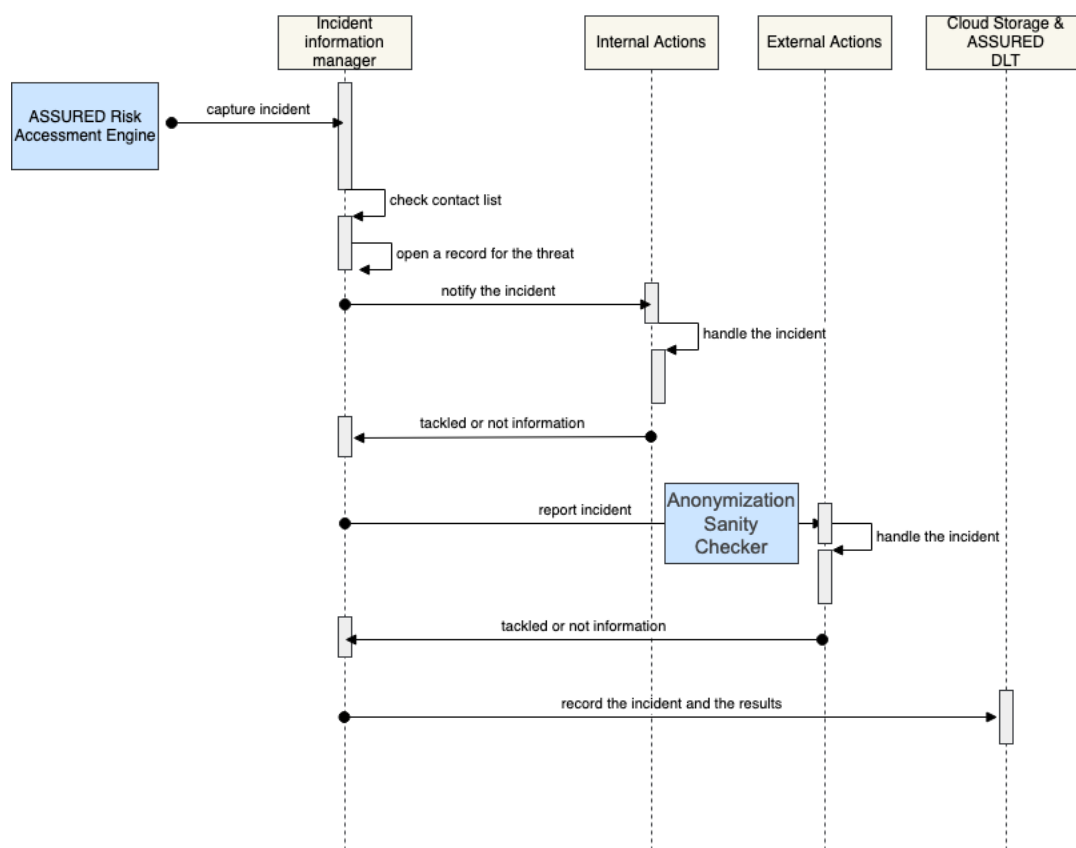 Incident
information
manager
Internal Actions
External Actions
Cloud Storage &
ASSURED
DLT
ASSURED Risk
Accessment Engine
capture incident
check contact list
open a record for the threat
notify the incident
handle the incident
tackled or not information
report incident
Anonymization
Sanity
Checker
handle the incident
tackled or not information
record the incident and the results